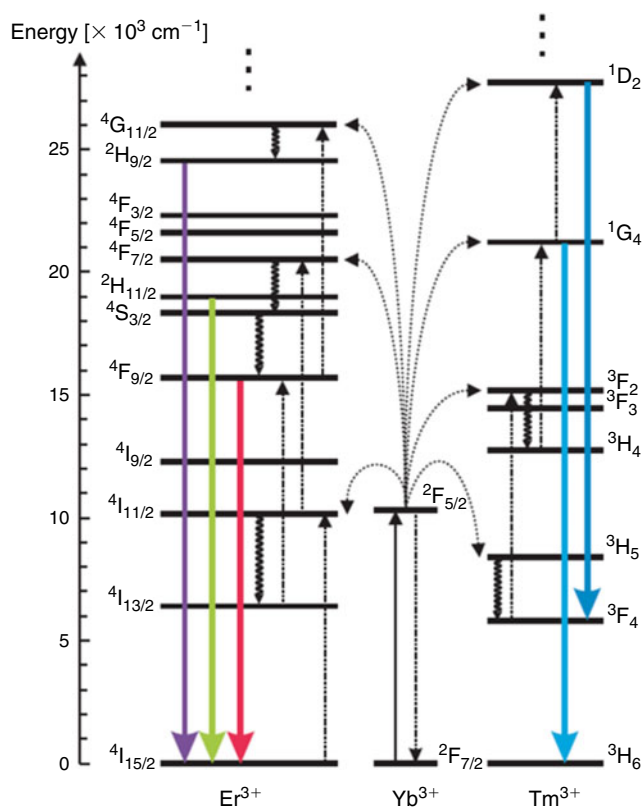 Energy [× 10³ cm⁻¹]
25
20
15
10
5
0
⁴G₁₁/₂
²H₉/₂
⁴F₃/₂
⁴F₅/₂
⁴F₇/₂
²H₁₁/₂
⁴S₃/₂
⁴F₉/₂
⁴I₉/₂
⁴I₁₁/₂
⁴I₁₃/₂
⁴I₁₅/₂
Er³⁺
²F₅/₂
²F₇/₂
Yb³⁺
¹D₂
¹G₄
³F₂
³F₃
³H₄
³H₅
³F₄
³H₆
Tm³⁺